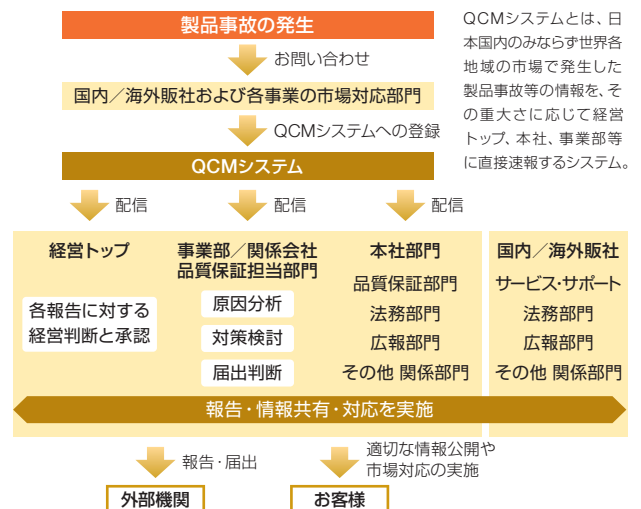 製品事故の発生
お問い合わせ
国内／海外販社および各事業の市場対応部門
QCMシステムへの登録
QCMシステム
QCMシステムとは、日
本国内のみならず世界各
地域の市場で発生した
製品事故等の情報を、そ
の重大さに応じて経営
トップ、本社、事業部等
に直接速報するシステム。
配信
配信
配信
経営トップ
各報告に対する
経営判断と承認
事業部／関係会社
品質保証担当部門
原因分析
対策検討
届出判断
本社部門
品質保証部門
法務部門
広報部門
その他 関係部門
国内／海外販社
サービス・サポート
法務部門
広報部門
その他 関係部門
報告・情報共有・対応を実施
報告・届出
適切な情報公開や
市場対応の実施
外部機関
お客様